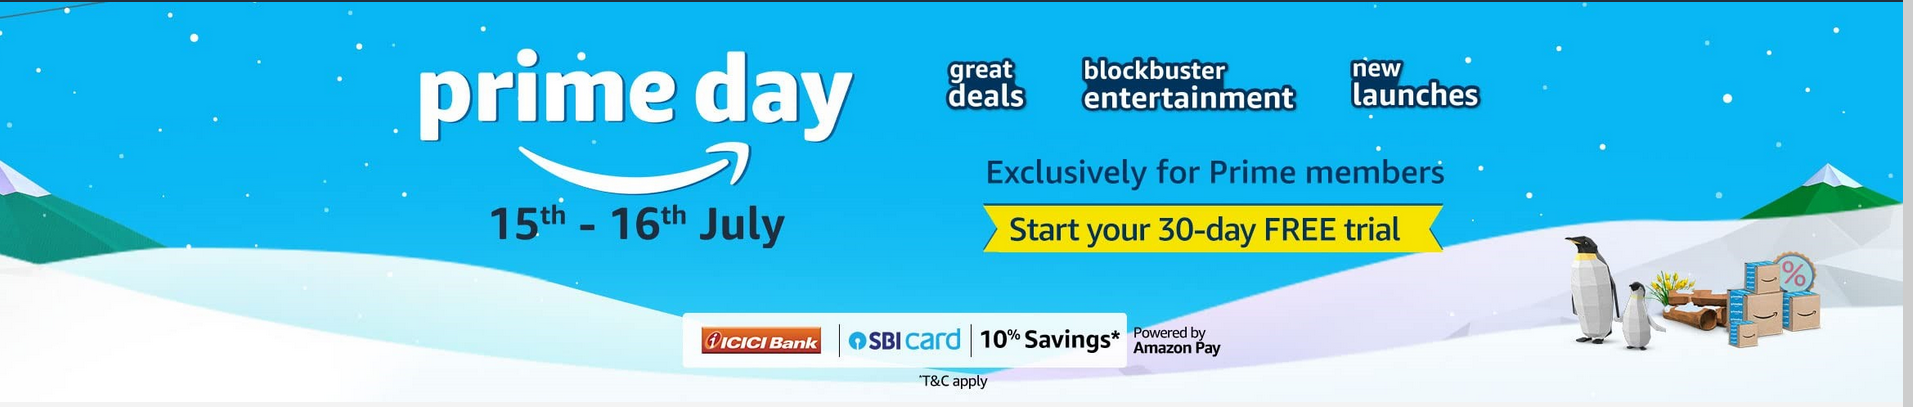 prime day
15th - 16th July
great
deals
blockbuster
entertainment
new
launches
Exclusively for Prime members
Start your 30-day FREE trial
ICICI Bank
SBI card
10% Savings*
Powered by
Amazon Pay
*T&C apply
%